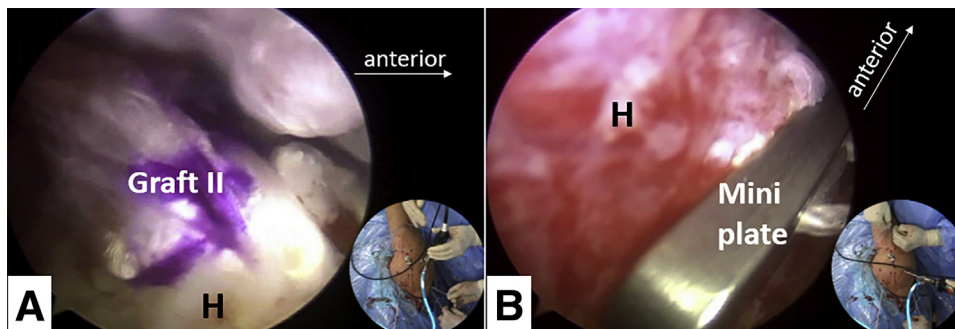 anterior
Graft II
H
A
anterior
H
Mini
plate
B